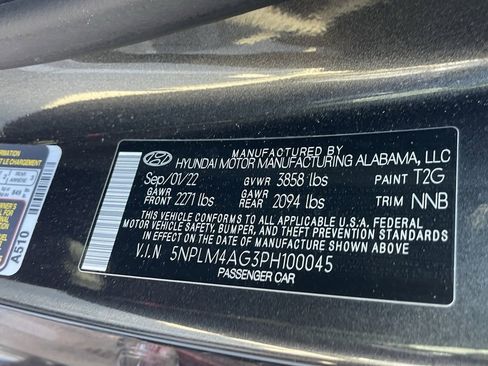 MANUFACTURED BY
HYUNDAI MOTOR MANUFACTURING ALABAMA, LLC
Sep/01/22 GVWR 3858 lbs PAINT T2G
GAWR FRONT 2271 lbs GAWR REAR 2094 lbs TRIM NNB
THIS VEHICLE CONFORMS TO ALL APPLICABLE U.S.A. FEDERAL
MOTOR VEHICLE SAFETY, BUMPER, AND THEFT PREVENTION STANDARDS
IN EFFECT ON THE DATE OF MANUFACTURE SHOWN ABOVE.
V.I.N 5NPLM4AG3PH100045
PASSENGER CAR
A510